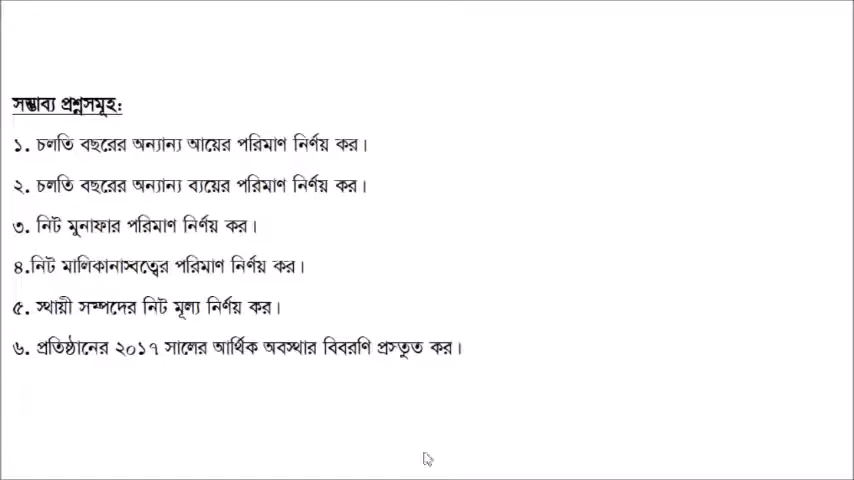 সম্ভাব্য প্রশ্নসমূহ:
১. চলতি বছরের অন্যান্য আয়ের পরিমাণ নির্ণয় কর।
২. চলতি বছরের অন্যান্য ব্যয়ের পরিমাণ নির্ণয় কর।
৩. নিট মুনাফার পরিমাণ নির্ণয় কর।
৪.নিট মালিকানাস্বত্বের পরিমাণ নির্ণয় কর।
৫. স্থায়ী সম্পদের নিট মূল্য নির্ণয় কর।
৬. প্রতিষ্ঠানের ২০১৭ সালের আর্থিক অবস্থার বিবরণি প্রস্তুত কর।